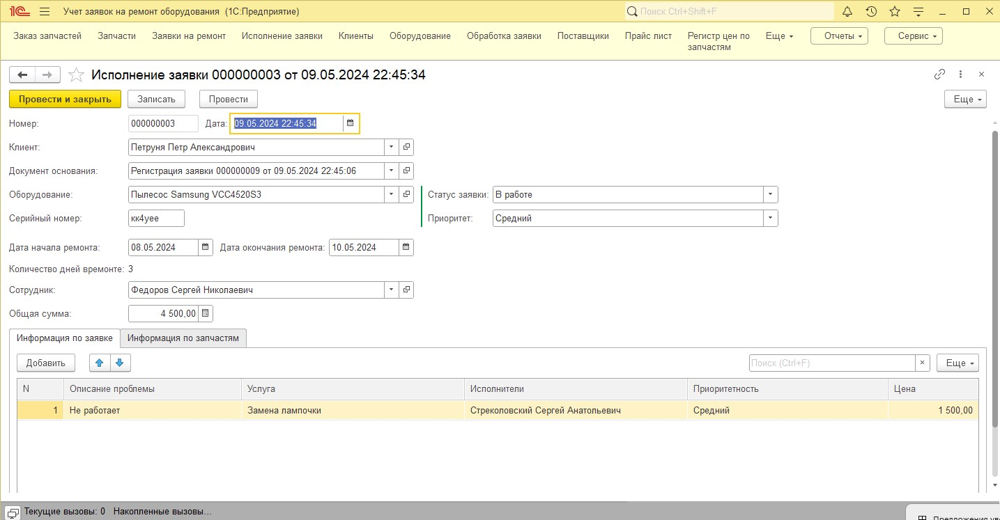 1С Учет заявок на ремонт оборудования (1С:Предприятие) Поиск Ctrl+Shift+F
Заказ запчастей Запчасти Заявки на ремонт Исполнение заявки Клиенты Оборудование Обработка заявки Поставщики Прайс лист Регистр цен по запчастям Еще Отчеты Сервис
Исполнение заявки 000000003 от 09.05.2024 22:45:34
Провести и закрыть Записать Провести Еще
Номер: 000000003 Дата: 09.05.2024 22:45:34
Клиент: Петруня Петр Александрович
Документ основания: Регистрация заявки 000000009 от 09.05.2024 22:45:06
Оборудование: Пылесос Samsung VCC4520S3 Статус заявки: В работе
Серийный номер: кк4уее Приоритет: Средний
Дата начала ремонта: 08.05.2024 Дата окончания ремонта: 10.05.2024
Количество дней времонте: 3
Сотрудник: Федоров Сергей Николаевич
Общая сумма: 4 500,00
Информация по заявке Информация по запчастям
Добавить Поиск (Ctrl+F) × Еще
N Описание проблемы Услуга Исполнители Приоритетность Цена
1 Не работает Замена лампочки Стреколовский Сергей Анатольевич Средний 1 500,00
Текущие вызовы: 0 Накопленные вызовы...